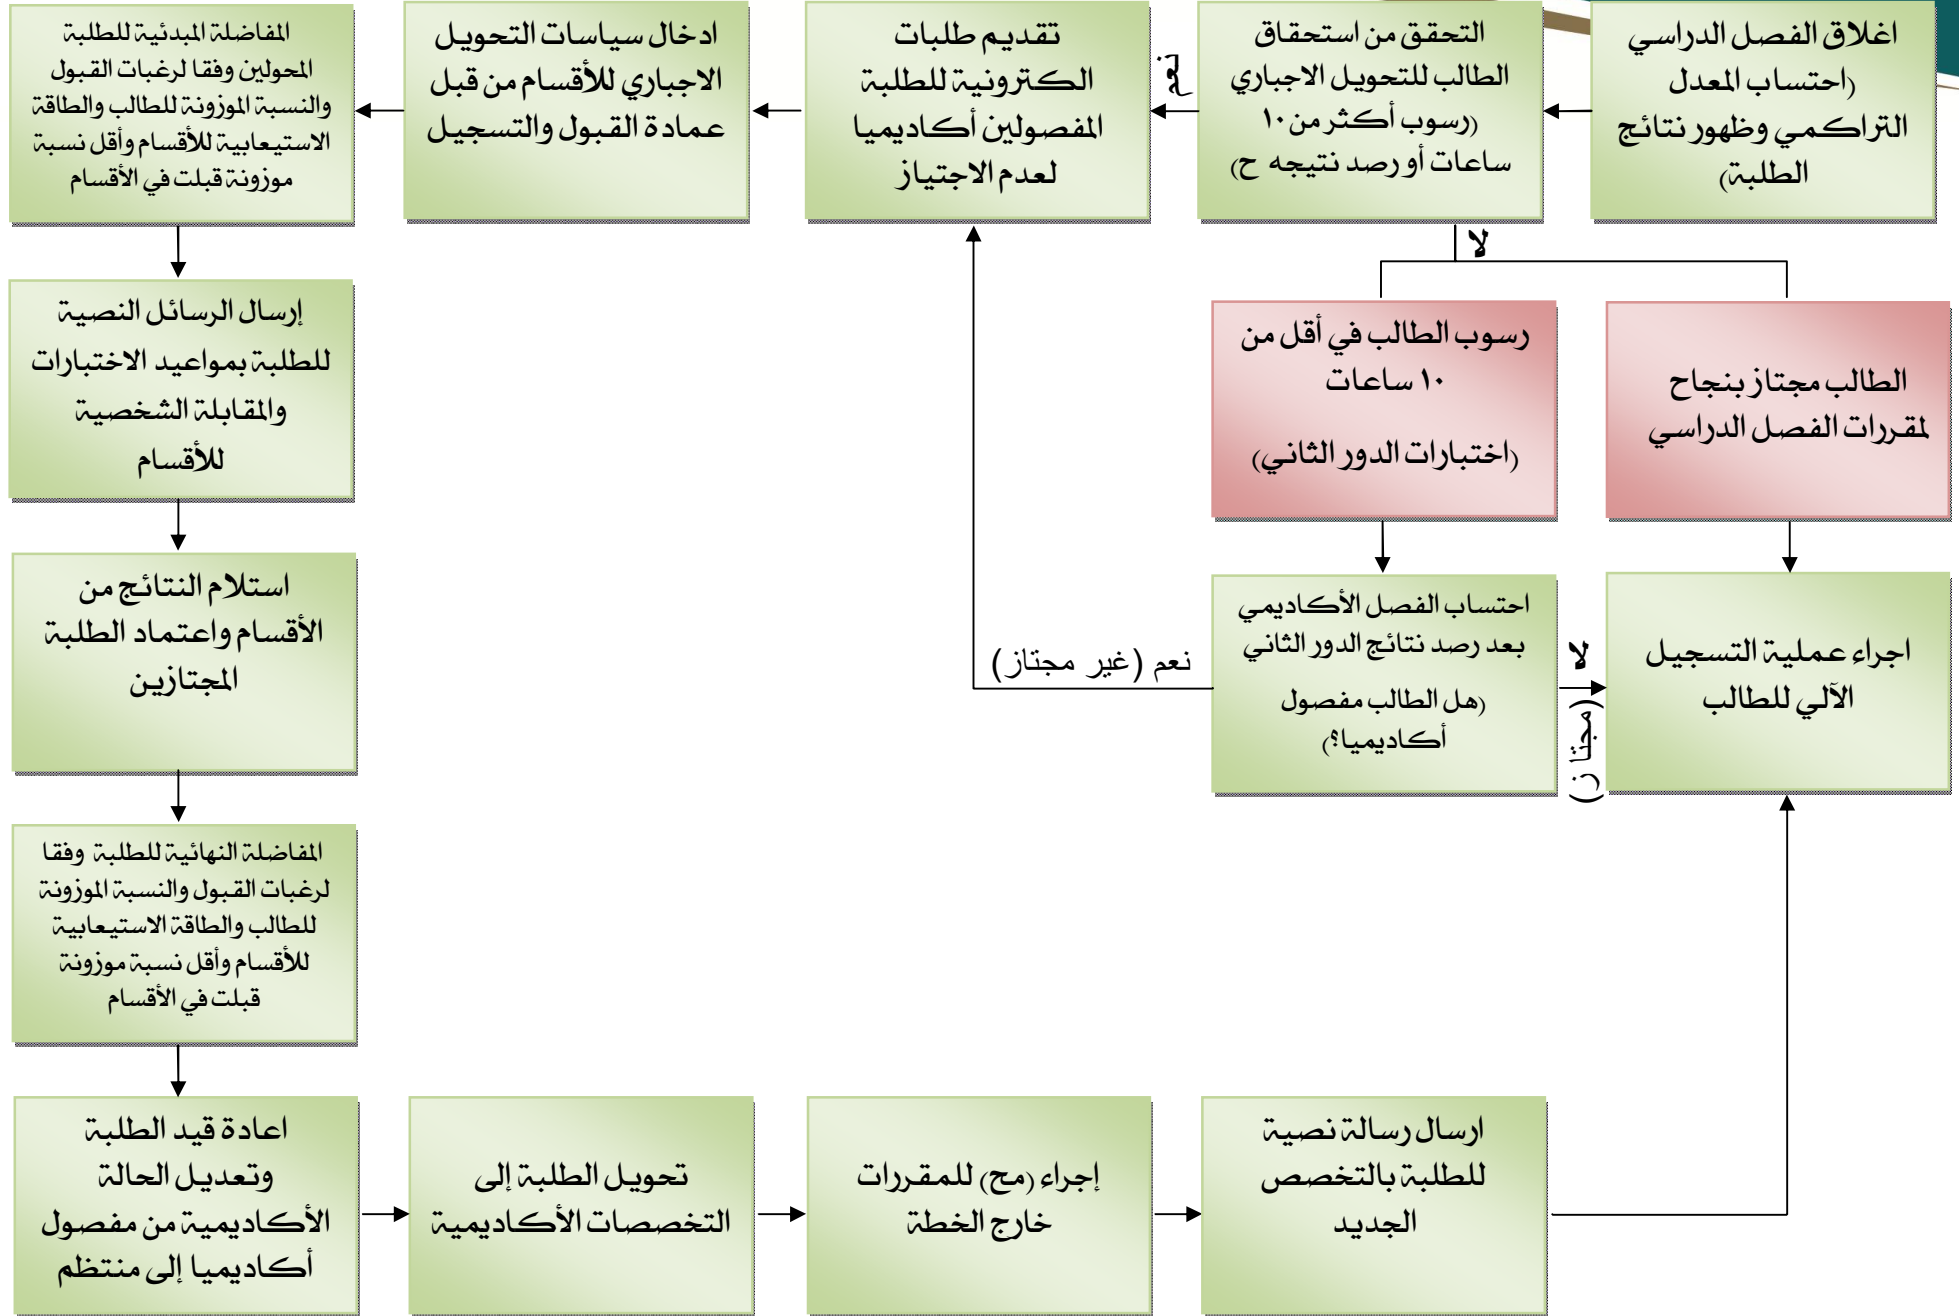 اغلاق الفصل الدراسي
(احتساب المعدل
التراكمي وظهور نتائج
الطلبة)
التحقق من استحقاق
الطالب للتحويل الاجباري
(رسوب أكثر من ١٠
ساعات أو رصد نتيجه ح)
نعم
تقديم طلبات
الكترونية للطلبة
المفصولين أكاديميا
لعدم الاجتياز
ادخال سياسات التحويل
الاجباري للأقسام من قبل
عمادة القبول والتسجيل
المفاضلة المبدئية للطلبة
المحولين وفقا لرغبات القبول
والنسبة الموزونة للطالب والطاقة
الاستيعابية للأقسام وأقل نسبة
موزونة قبلت في الأقسام
لا
الطالب مجتاز بنجاح
لمقررات الفصل الدراسي
رسوب الطالب في أقل من
١٠ ساعات
(اختبارات الدور الثاني)
إرسال الرسائل النصية
للطلبة بمواعيد الاختبارات
والمقابلة الشخصية
للأقسام
اجراء عملية التسجيل
الآلي للطالب
لا (مجتا ز)
احتساب الفصل الأكاديمي
بعد رصد نتائج الدور الثاني
(هل الطالب مفصول
أكاديميا؟)
نعم (غير مجتاز)
استلام النتائج من
الأقسام واعتماد الطلبة
المجتازين
المفاضلة النهائية للطلبة وفقا
لرغبات القبول والنسبة الموزونة
للطالب والطاقة الاستيعابية
للأقسام وأقل نسبة موزونة
قبلت في الأقسام
اعادة قيد الطلبة
وتعديل الحالة
الأكاديمية من مفصول
أكاديميا إلى منتظم
تحويل الطلبة إلى
التخصصات الأكاديمية
إجراء (مح) للمقررات
خارج الخطة
ارسال رسالة نصية
للطلبة بالتخصص
الجديد